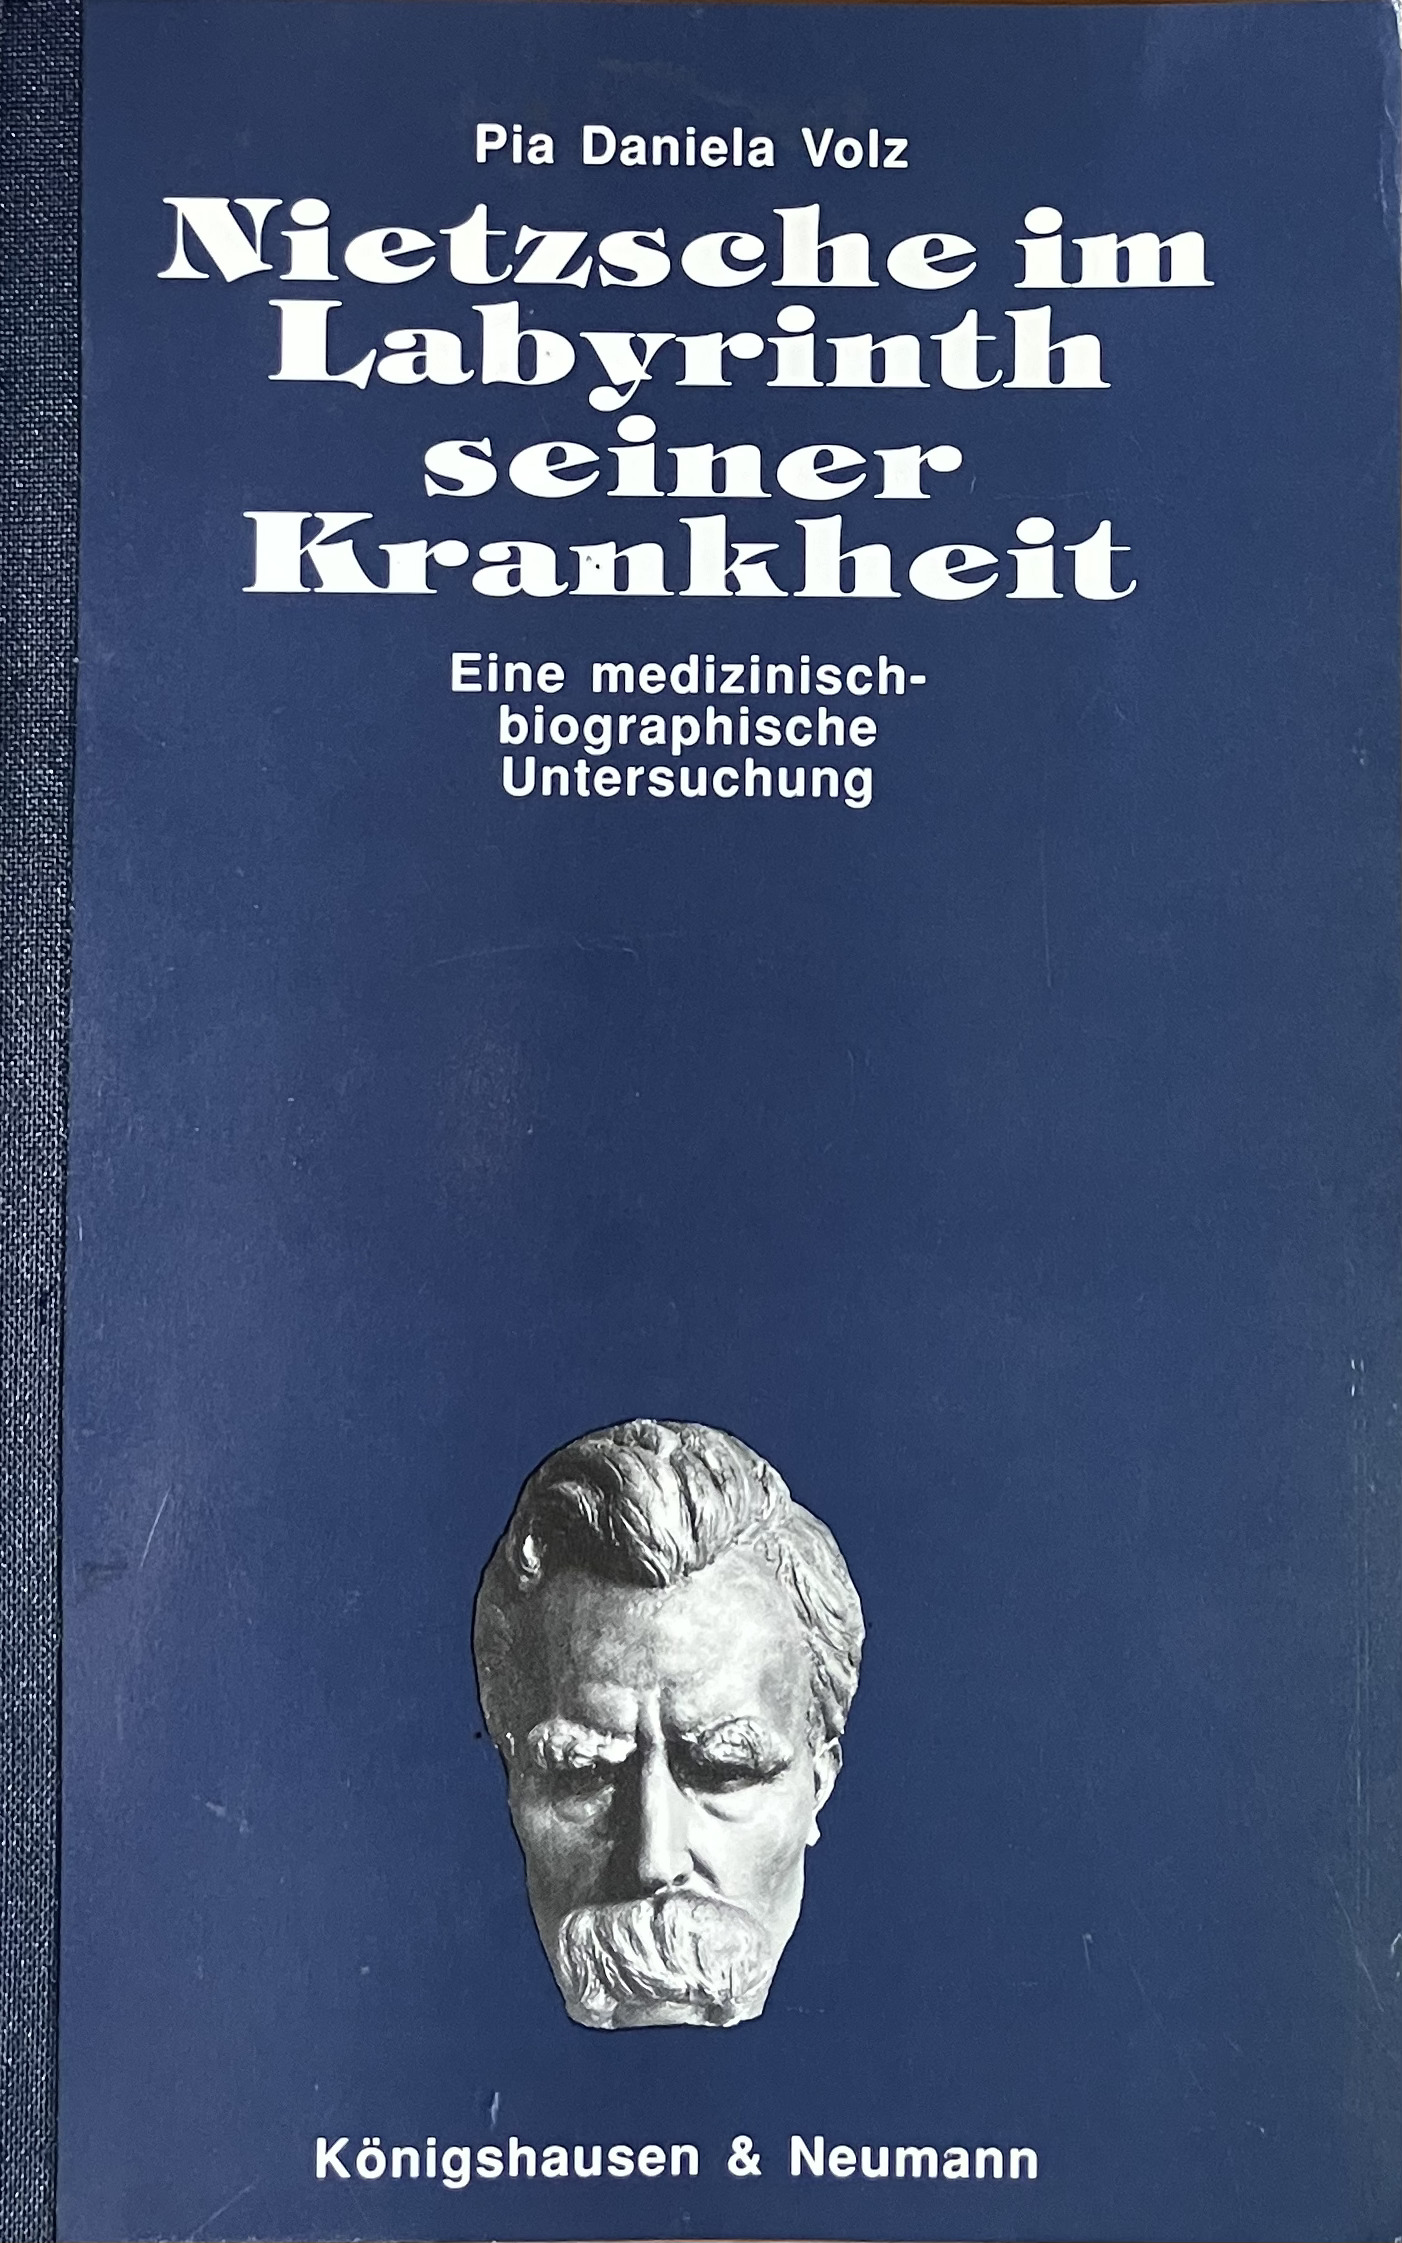 Pia Daniela Volz
Nietzsche im
Labyrinth
seiner
Krankheit
Eine medizinisch-
biographische
Untersuchung
Königshausen & Neumann